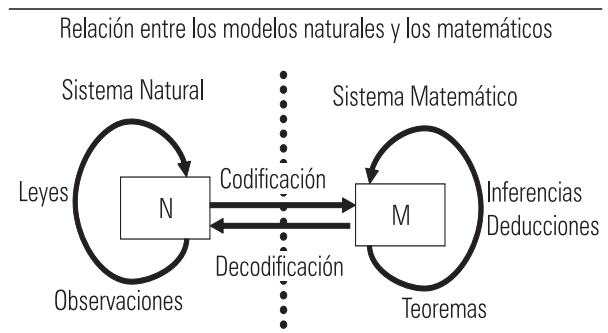 Relación entre los modelos naturales y los matemáticos
Sistema Natural
Sistema Matemático
Leyes
N
Codificación
M
Inferencias
Deducciones
Decodificación
Observaciones
Teoremas